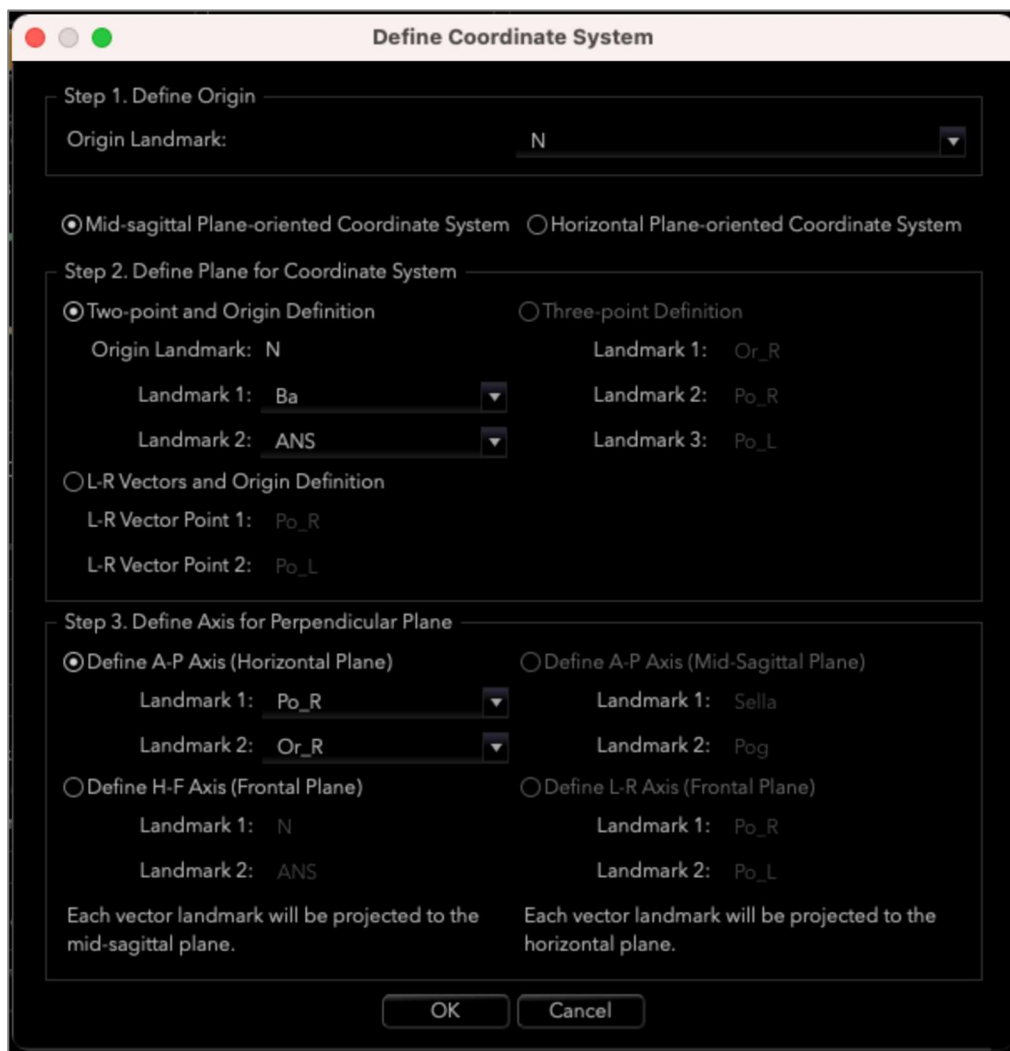 Define Coordinate System
Step 1. Define Origin
Origin Landmark: N
Mid-sagittal Plane-oriented Coordinate System Horizontal Plane-oriented Coordinate System
Step 2. Define Plane for Coordinate System
Two-point and Origin Definition Three-point Definition
Origin Landmark: N Landmark 1: Or_R
Landmark 1: Ba Landmark 2: Po_R
Landmark 2: ANS Landmark 3: Po_L
L-R Vectors and Origin Definition
L-R Vector Point 1: Po_R
L-R Vector Point 2: Po_L
Step 3. Define Axis for Perpendicular Plane
Define A-P Axis (Horizontal Plane) Define A-P Axis (Mid-Sagittal Plane)
Landmark 1: Po_R Landmark 1: Sella
Landmark 2: Or_R Landmark 2: Pog
Define H-F Axis (Frontal Plane) Define L-R Axis (Frontal Plane)
Landmark 1: N Landmark 1: Po_R
Landmark 2: ANS Landmark 2: Po_L
Each vector landmark will be projected to the Each vector landmark will be projected to the
mid-sagittal plane. horizontal plane.
OK Cancel